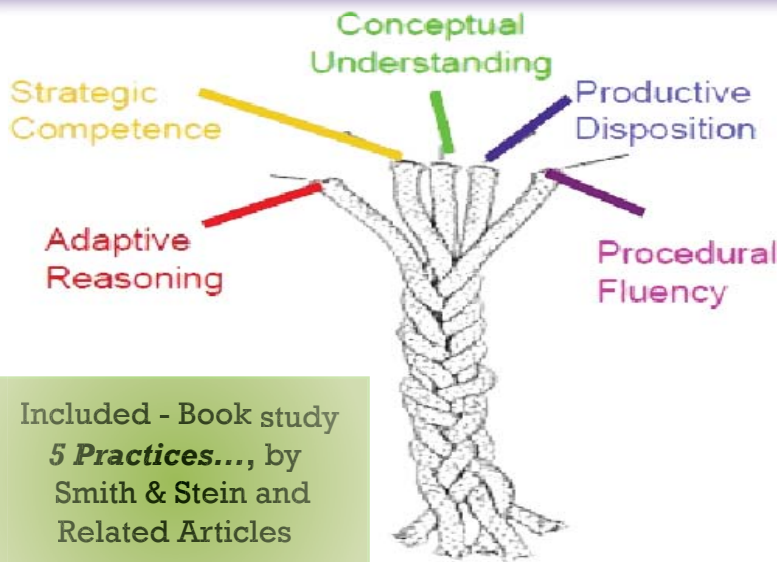 Conceptual
Understanding
Strategic
Competence
Productive
Disposition
Adaptive
Reasoning
Procedural
Fluency
Included - Book study
5 Practices..., by
Smith & Stein and
Related Articles